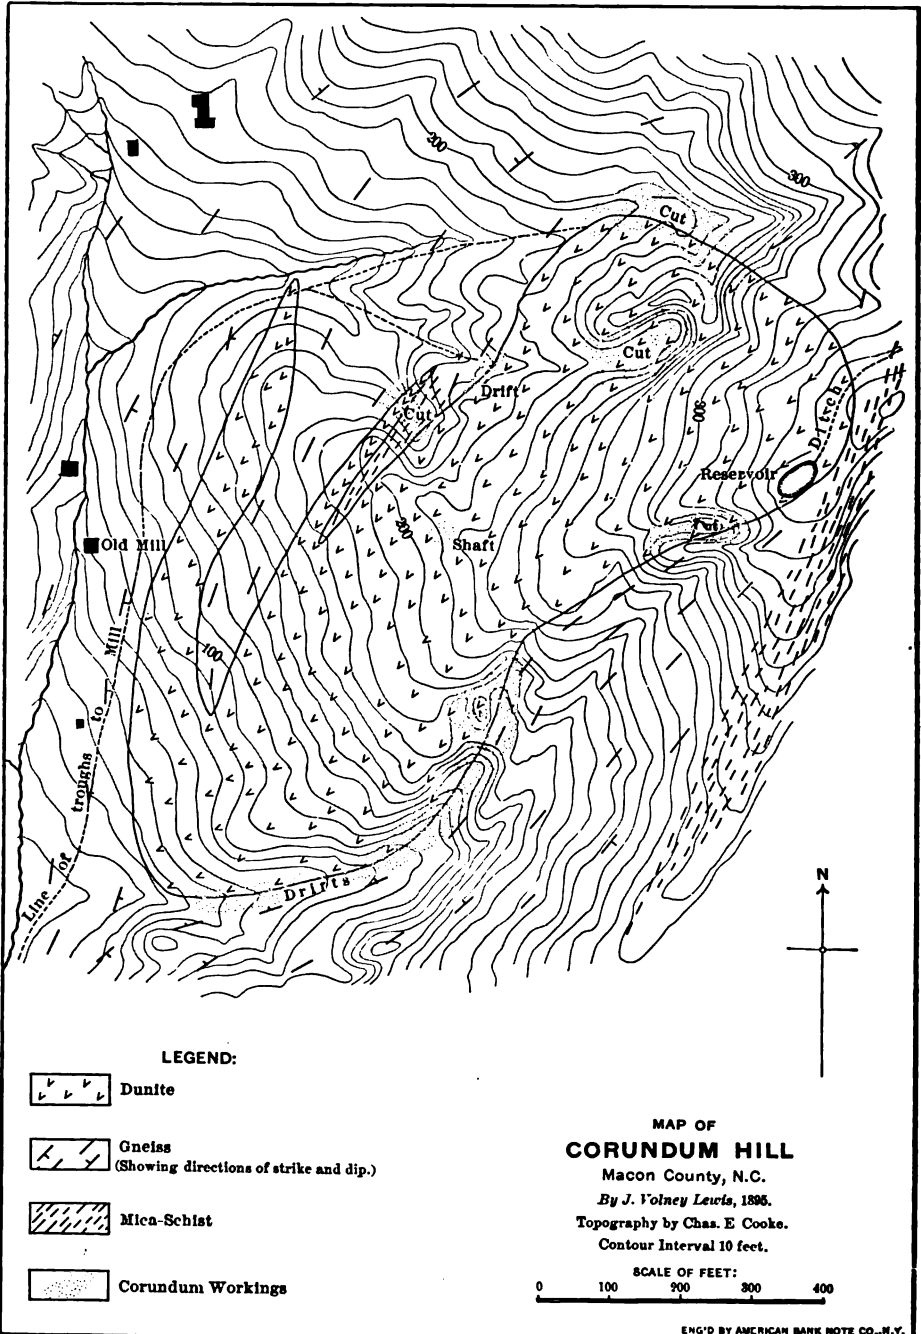 200
300
Cut
Cut
Drift
Cut
300
Ditch
Reservoir
200
Shaft
Cut
Old Mill
100
Line of troughs to Mill
Drifts
N
LEGEND:
Dunite
Gneiss
(Showing directions of strike and dip.)
Mica-Schist
Corundum Workings
MAP OF
CORUNDUM HILL
Macon County, N.C.
By J. Volney Lewis, 1895.
Topography by Chas. E Cooke.
Contour Interval 10 feet.
SCALE OF FEET:
0 100 200 300 400
ENG'D BY AMERICAN BANK NOTE CO., N.Y.